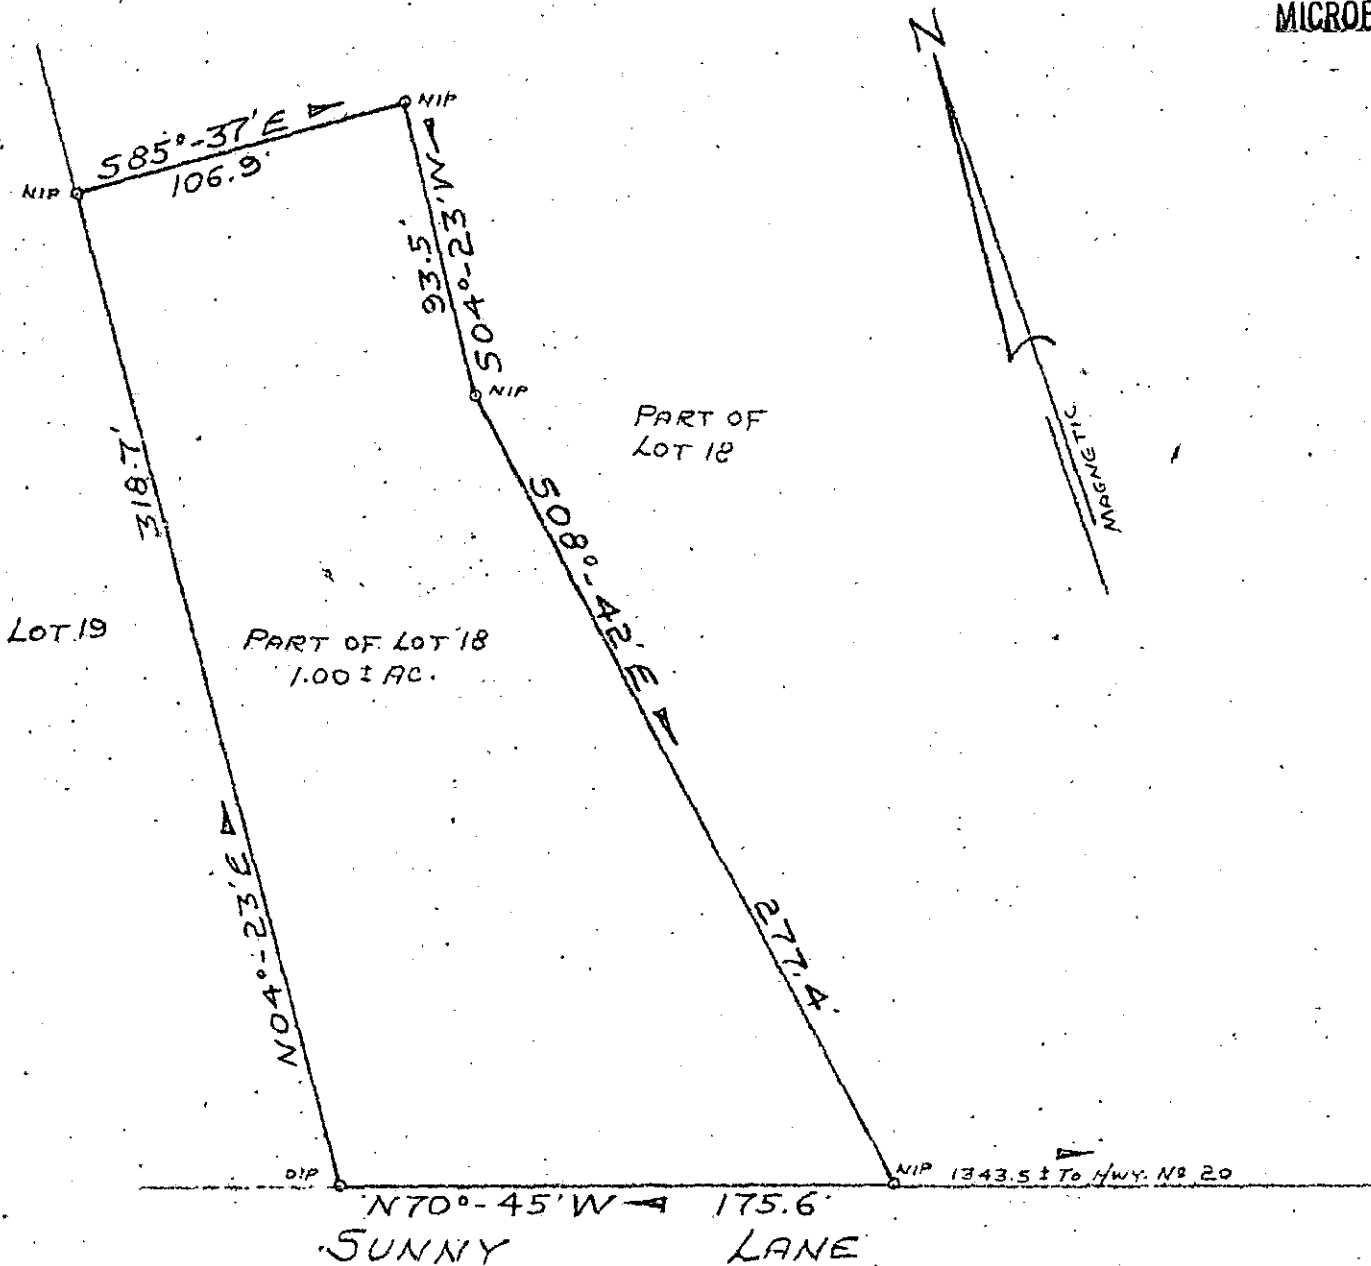 N
NIP
S85°-37'E
106.9'
NIP
93.5'
S04°-23'W
NIP
PART OF
LOT 18
MAGNETIC
318.7'
S08°-42'E
LOT 19
PART OF LOT 18
1.00 ± AC.
N04°-23'E
277.4'
OIP
NIP
1343.5 ± TO HWY. Nº 20
N70°-45'W
175.6'
SUNNY LANE